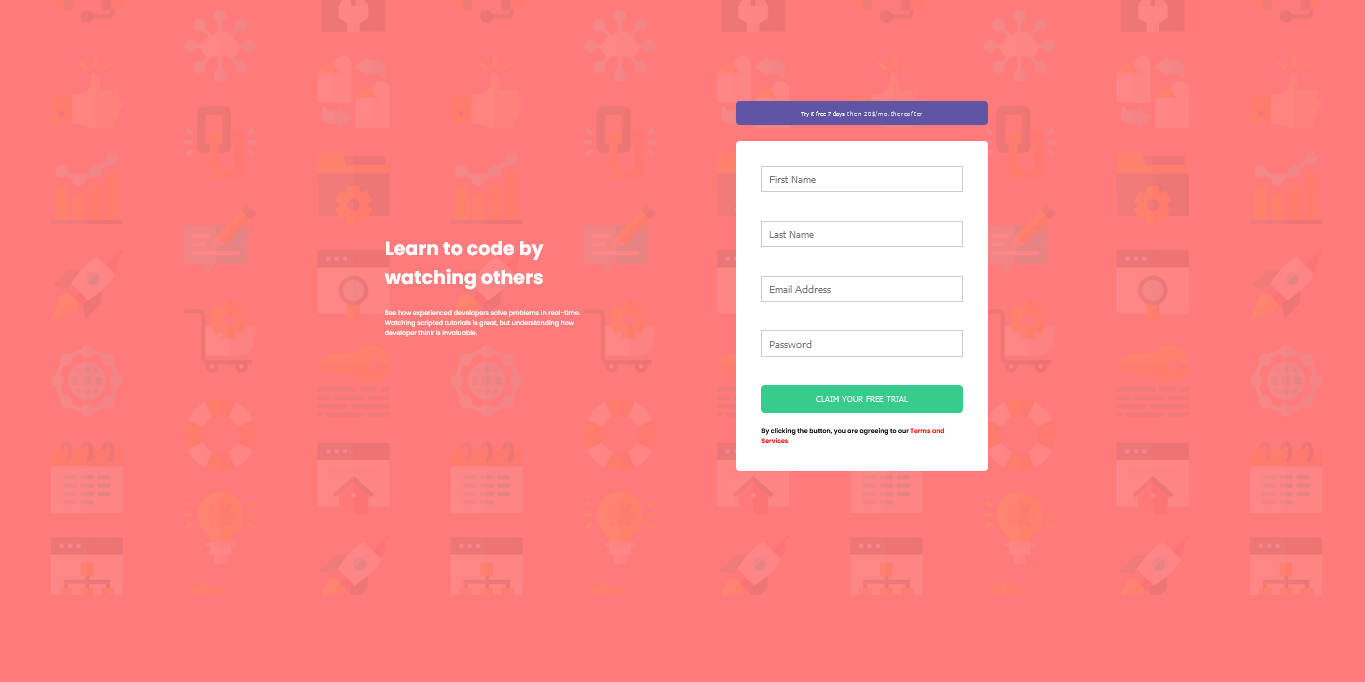 Learn to code by
watching others
See how experienced developers solve problems in real-time.
Watching scripted tutorials is great, but understanding how
developer think is invaluable.
Try it free 7 days then 20$/mo. thereafter
First Name
Last Name
Email Address
Password
CLAIM YOUR FREE TRIAL
By clicking the button, you are agreeing to our Terms and
Services